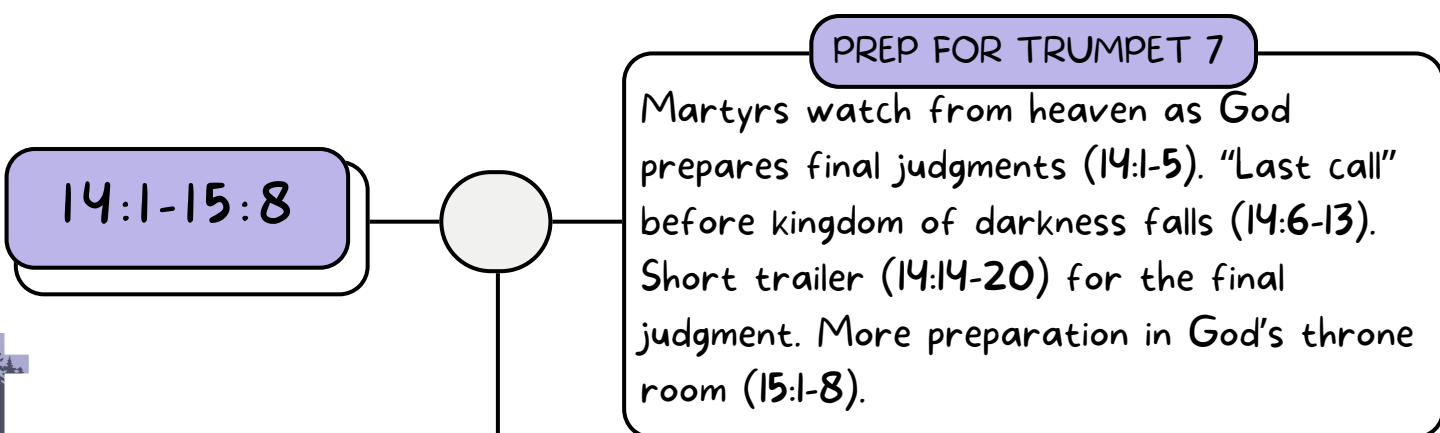 PREP FOR TRUMPET 7
14:1-15:8
Martyrs watch from heaven as God
prepares final judgments (14:1-5). “Last call”
before kingdom of darkness falls (14:6-13).
Short trailer (14:14-20) for the final
judgment. More preparation in God’s throne
room (15:1-8).